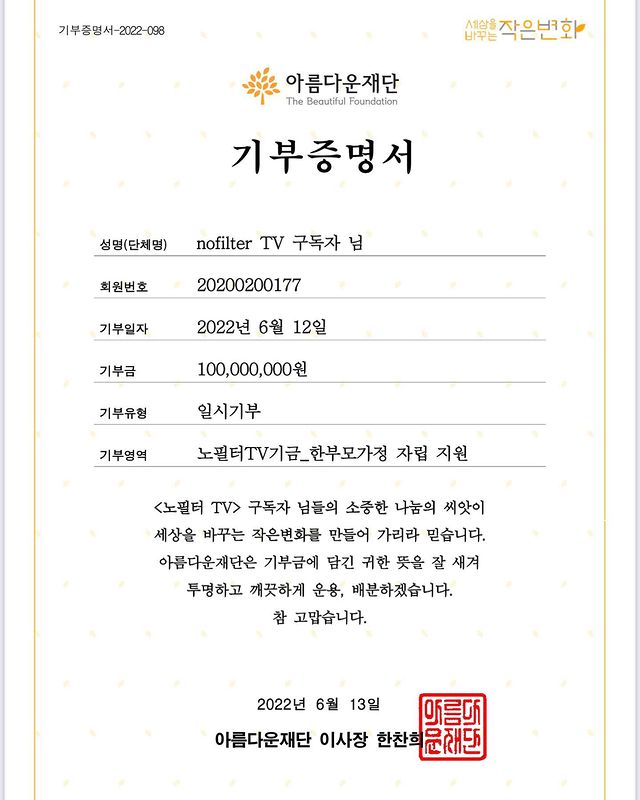 기부증명서-2022-098
세상을
바꾸는 작은변화
아름다운재단
The Beautiful Foundation
기부증명서
성명(단체명) nofilter TV 구독자 님
회원번호 20200200177
기부일자 2022년 6월 12일
기부금 100,000,000원
기부유형 일시기부
기부영역 노필터TV기금_한부모가정 자립 지원
<노필터 TV> 구독자 님들의 소중한 나눔의 씨앗이
세상을 바꾸는 작은변화를 만들어 가리라 믿습니다.
아름다운재단은 기부금에 담긴 귀한 뜻을 잘 새겨
투명하고 깨끗하게 운용, 배분하겠습니다.
참 고맙습니다.
2022년 6월 13일
아름다운재단 이사장 한찬희
아름다
운재단